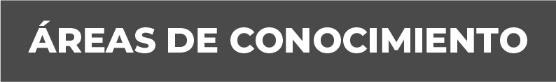 ÁREAS DE CONOCIMIENTO